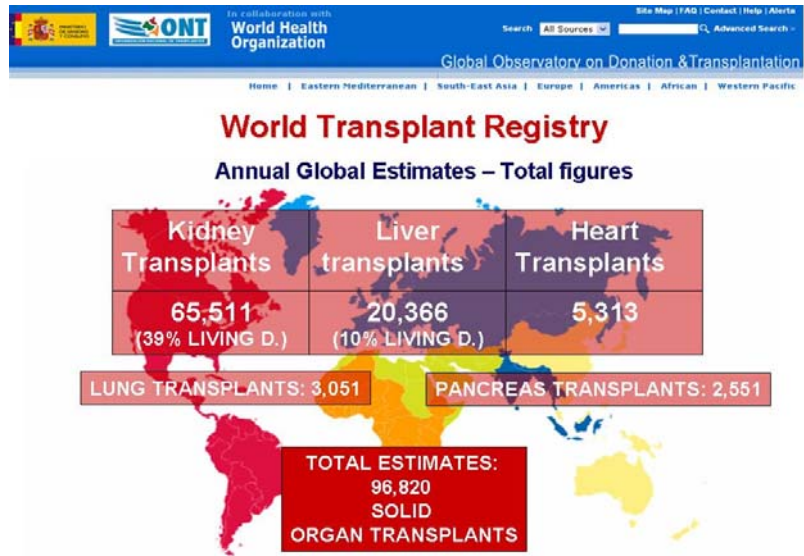 In collaboration with
World Health
Organization
ONT
Site Map | FAQ | Contact | Help | Alerta
Search All Sources Advanced Search
Global Observatory on Donation &Transplantation
Home | Eastern Mediterranean | South-East Asia | Europe | Americas | African | Western Pacific
World Transplant Registry
Annual Global Estimates – Total figures
Kidney
Transplants
Liver
transplants
Heart
Transplants
65,511
(39% LIVING D.)
20,366
(10% LIVING D.)
5,313
LUNG TRANSPLANTS: 3,051
PANCREAS TRANSPLANTS: 2,551
TOTAL ESTIMATES:
96,820
SOLID
ORGAN TRANSPLANTS